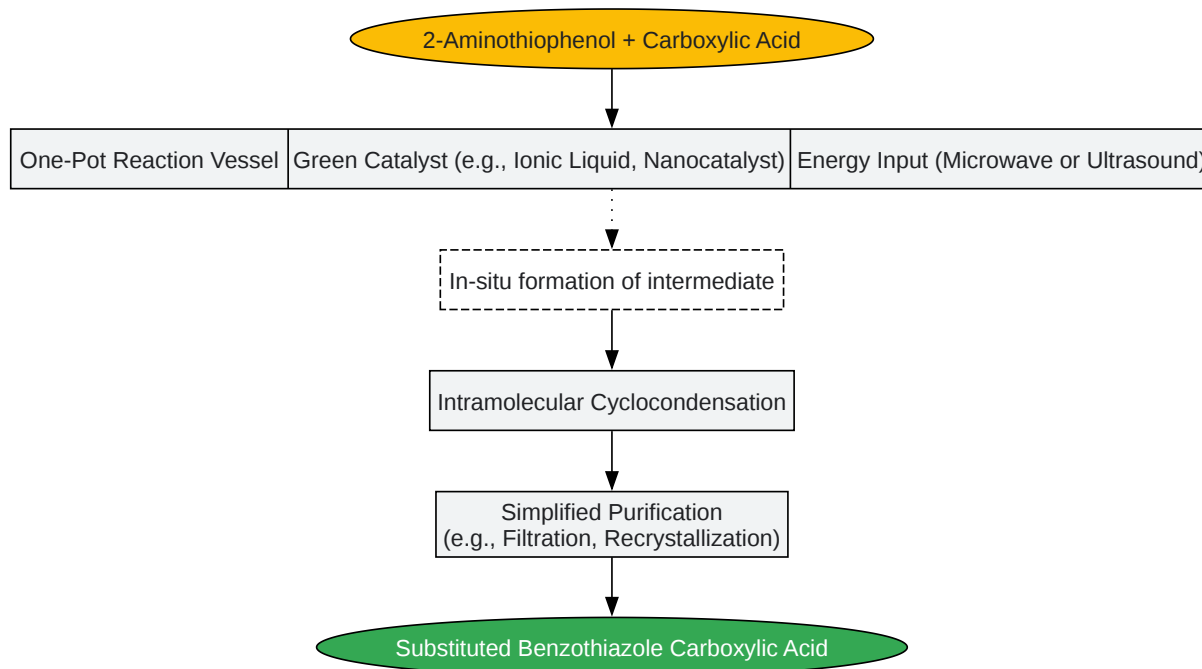 2-Aminothiophenol + Carboxylic Acid
One-Pot Reaction Vessel
Green Catalyst (e.g., Ionic Liquid, Nanocatalyst)
Energy Input (Microwave or Ultrasound)
In-situ formation of intermediate
Intramolecular Cyclocondensation
Simplified Purification
(e.g., Filtration, Recrystallization)
Substituted Benzothiazole Carboxylic Acid